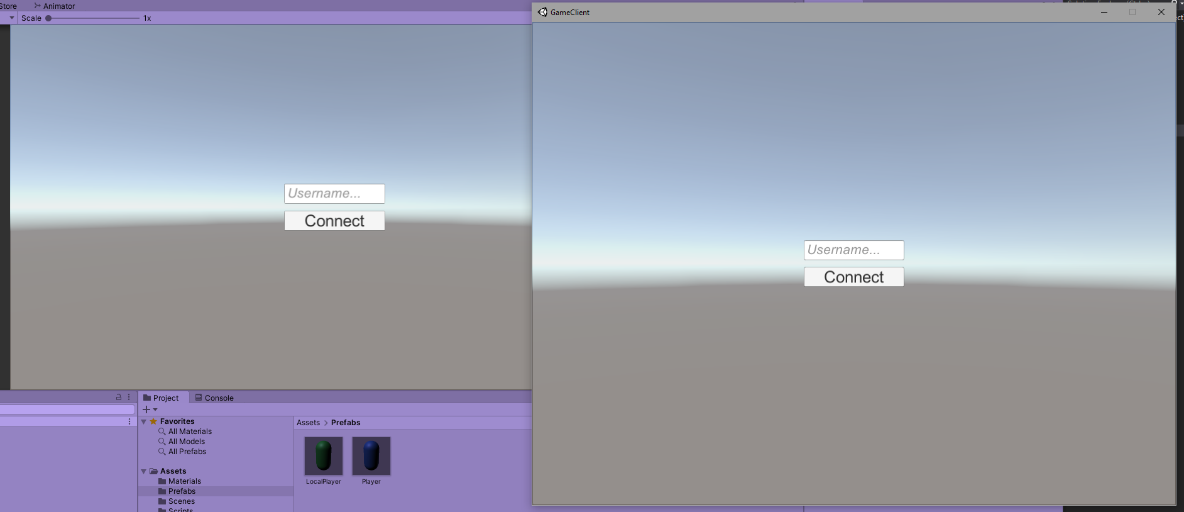 Store
Animator
Scale
1x
GameClient
Username...
Connect
Username...
Connect
Project
Console
Favorites
All Materials
All Models
All Prefabs
Assets
Materials
Prefabs
Scenes
Assets > Prefabs
LocalPlayer
Player